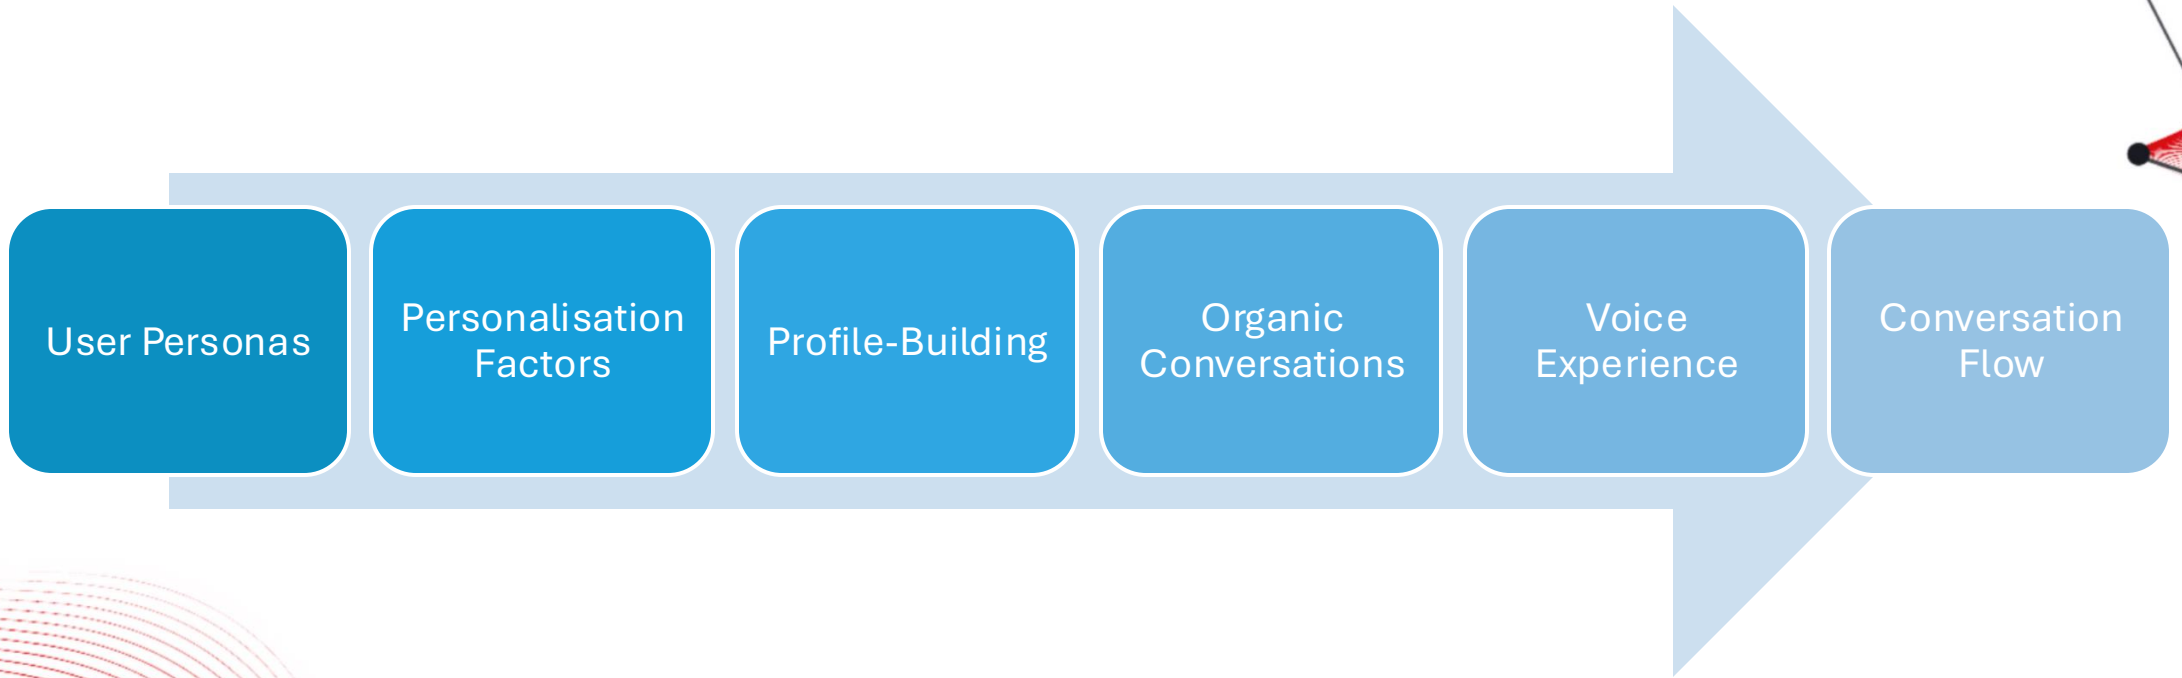 User Personas
Personalisation
Factors
Profile-Building
Organic
Conversations
Voice
Experience
Conversation
Flow